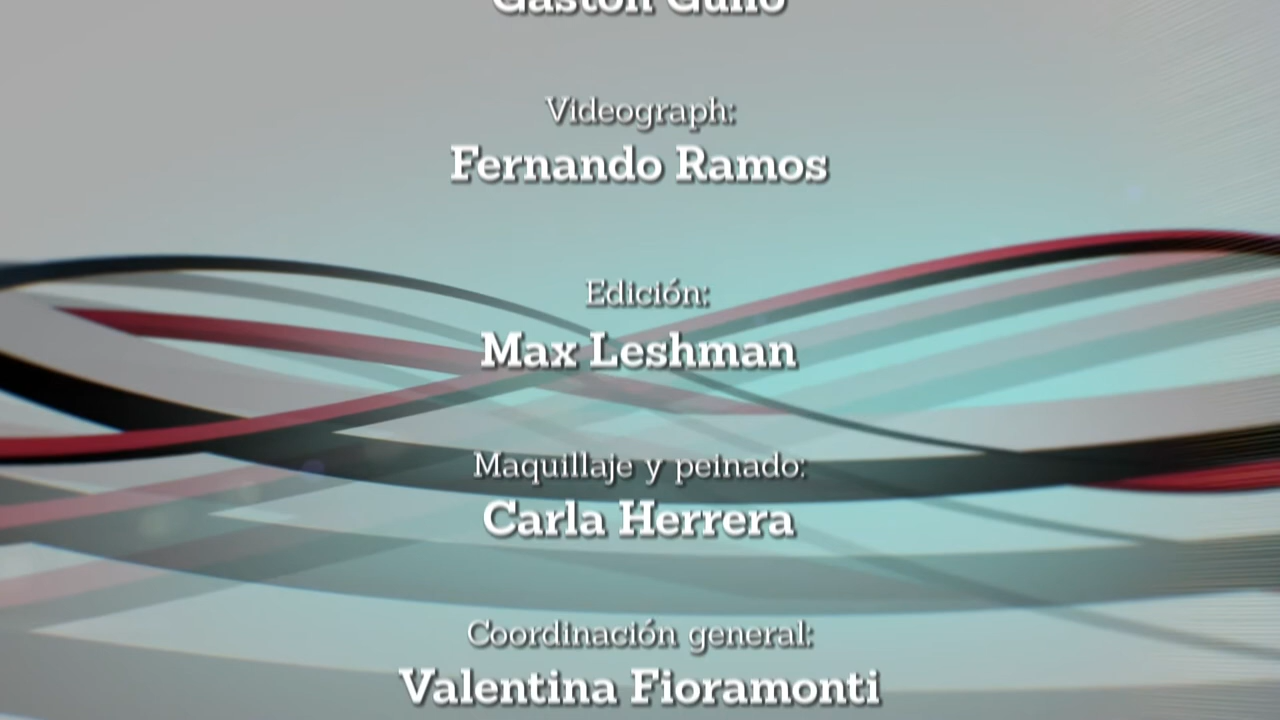 Videograph:
Fernando Ramos
Edición:
Max Leshman
Maquillaje y peinado:
Carla Herrera
Coordinación general:
Valentina Fioramonti